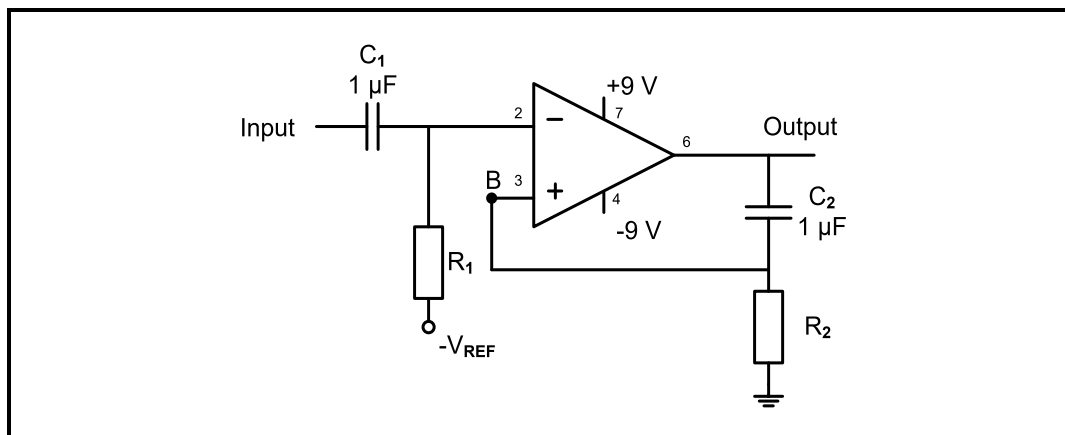 C₁
1 µF
+9 V
2
7
Input
−
6
Output
B
3
+
4
-9 V
C₂
1 µF
R₁
R₂
-V_REF